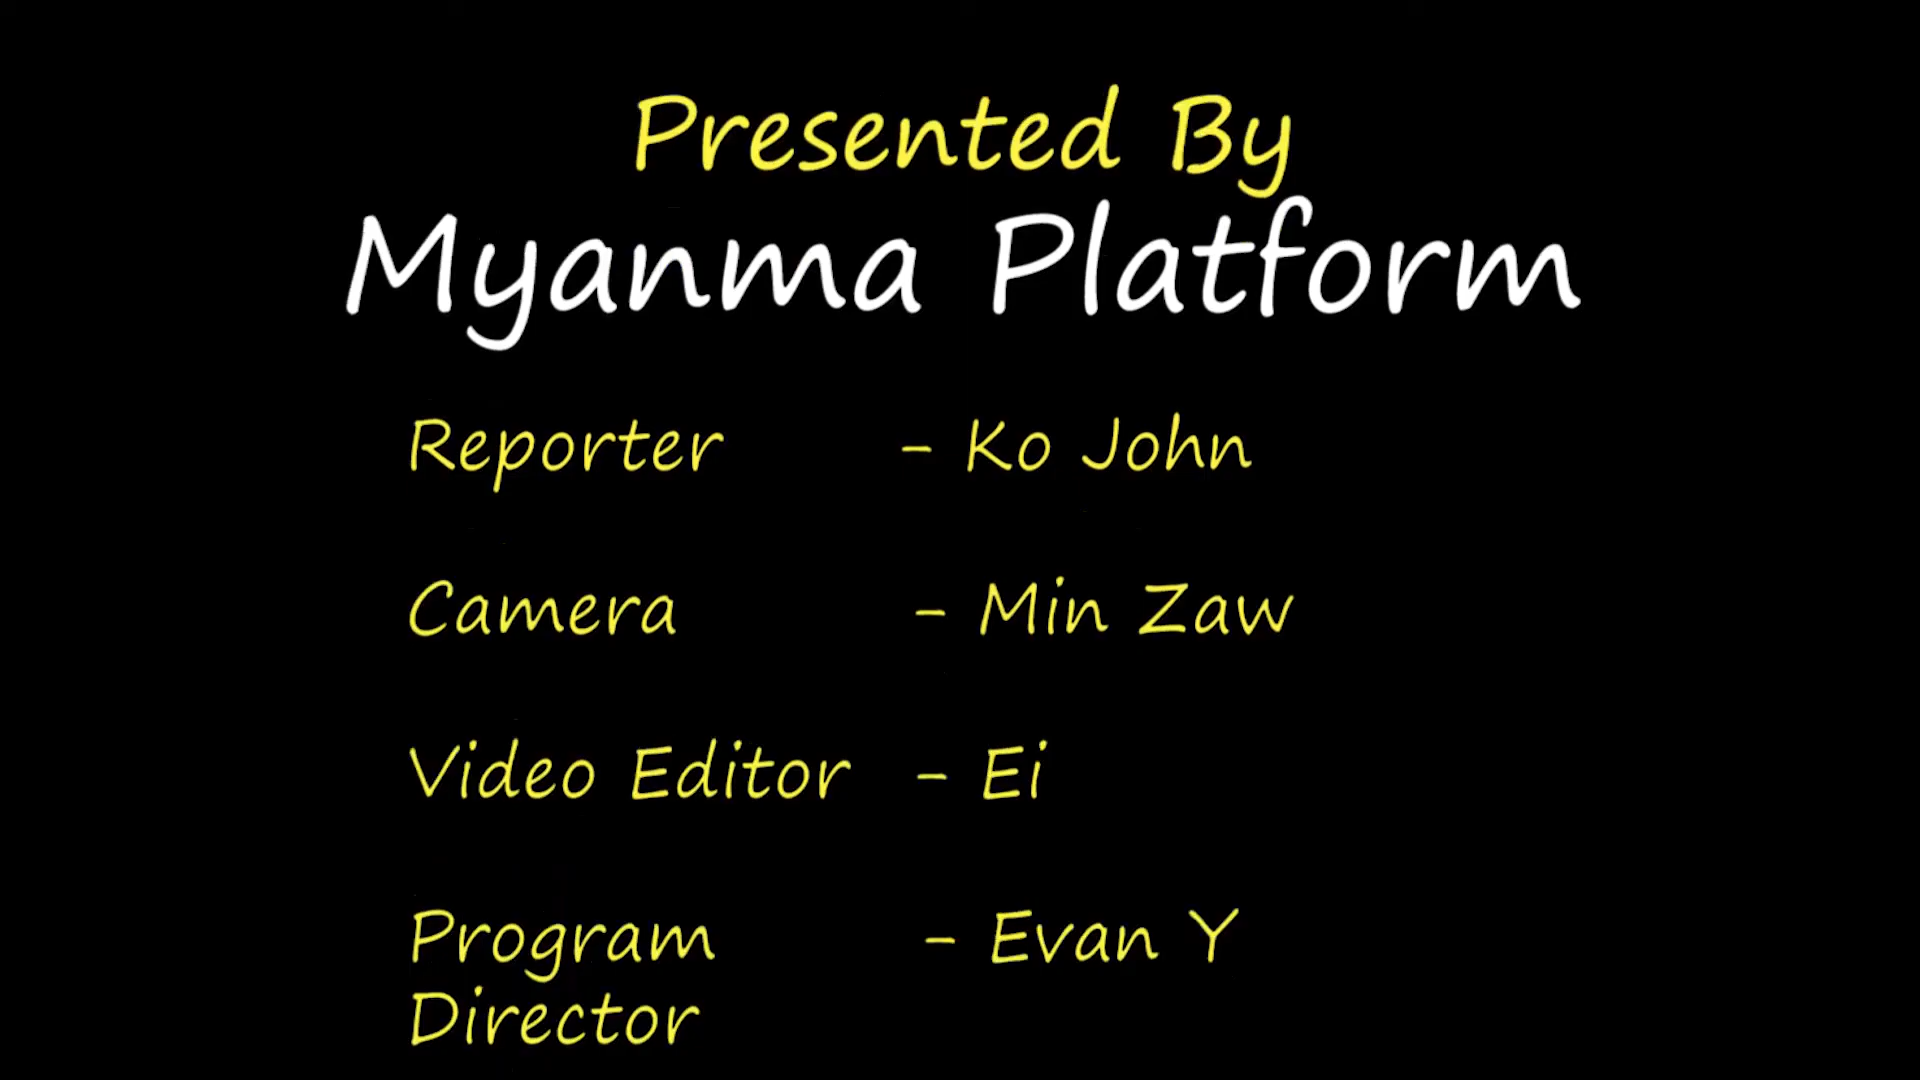 Presented By
Myanma Platform
Reporter - Ko John
Camera - Min Zaw
Video Editor - Ei
Program - Evan Y
Director